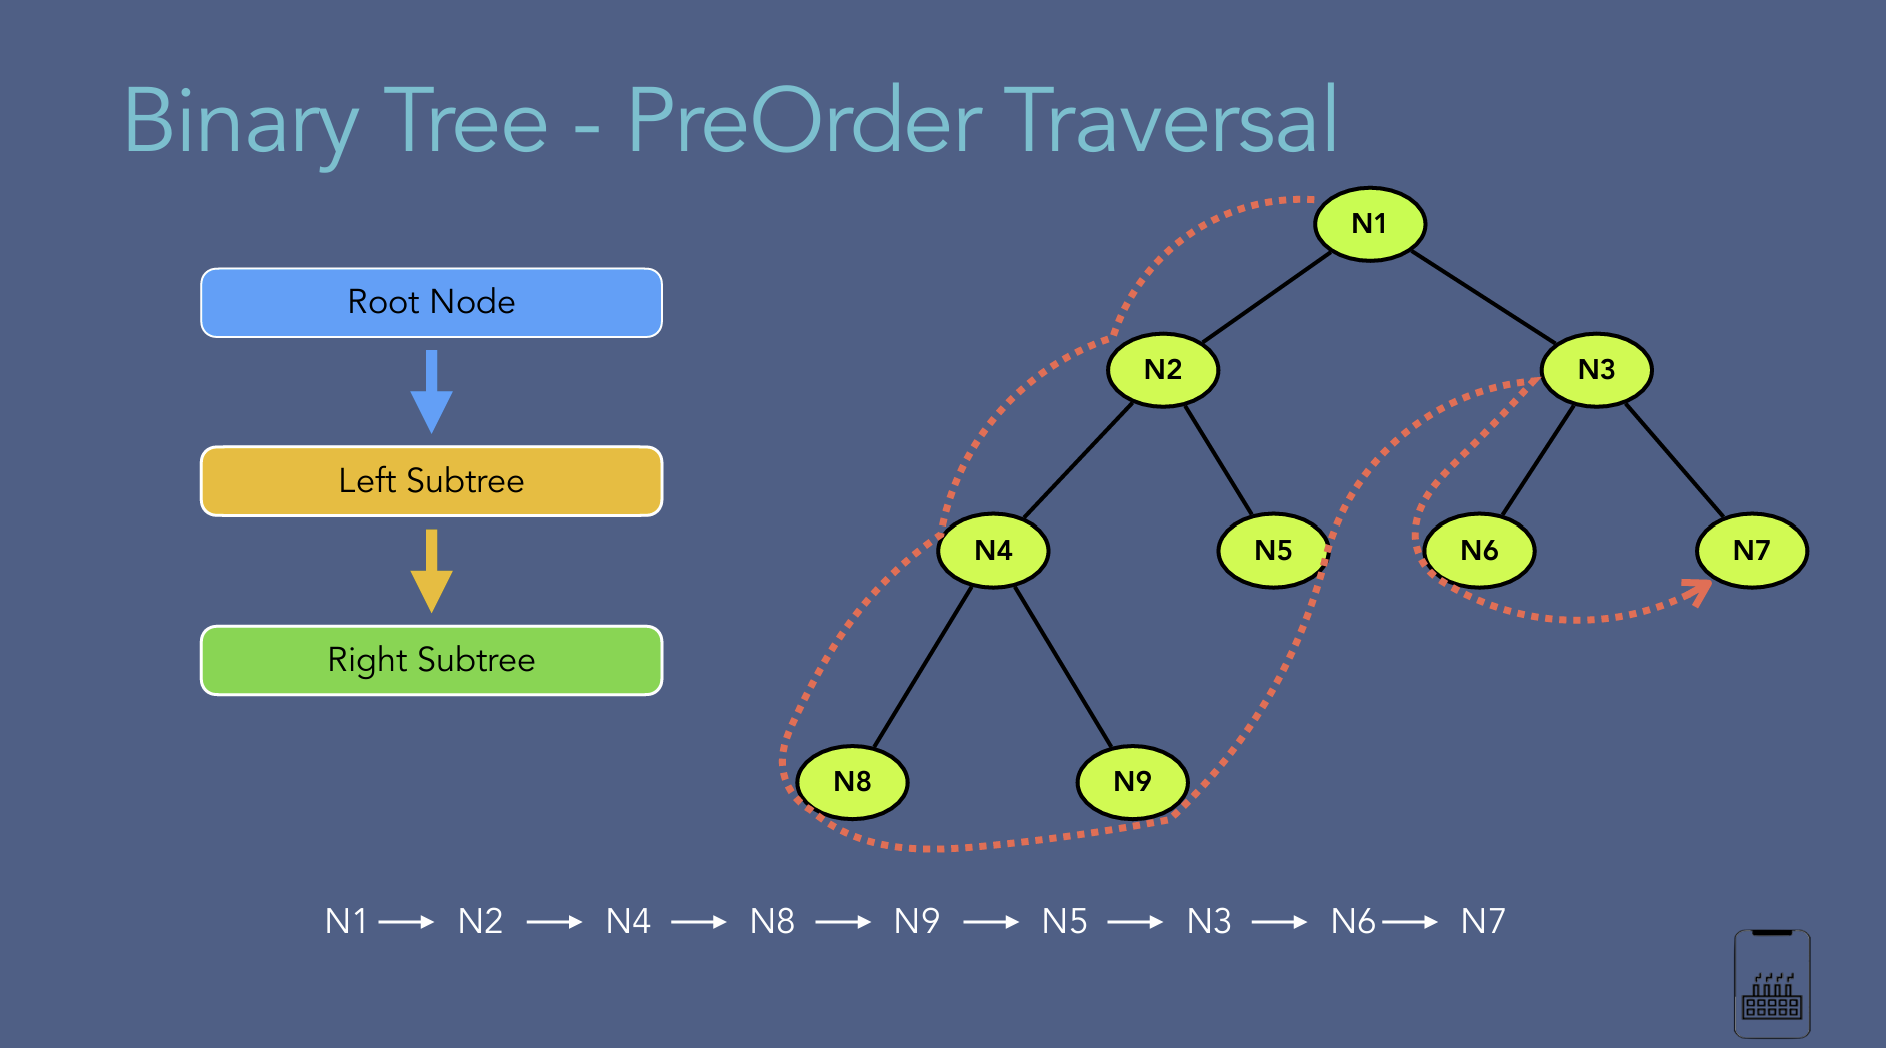 Binary Tree - PreOrder Traversal
Root Node
Left Subtree
Right Subtree
N1
N2
N3
N4
N5
N6
N7
N8
N9
N1 → N2 → N4 → N8 → N9 → N5 → N3 → N6 → N7